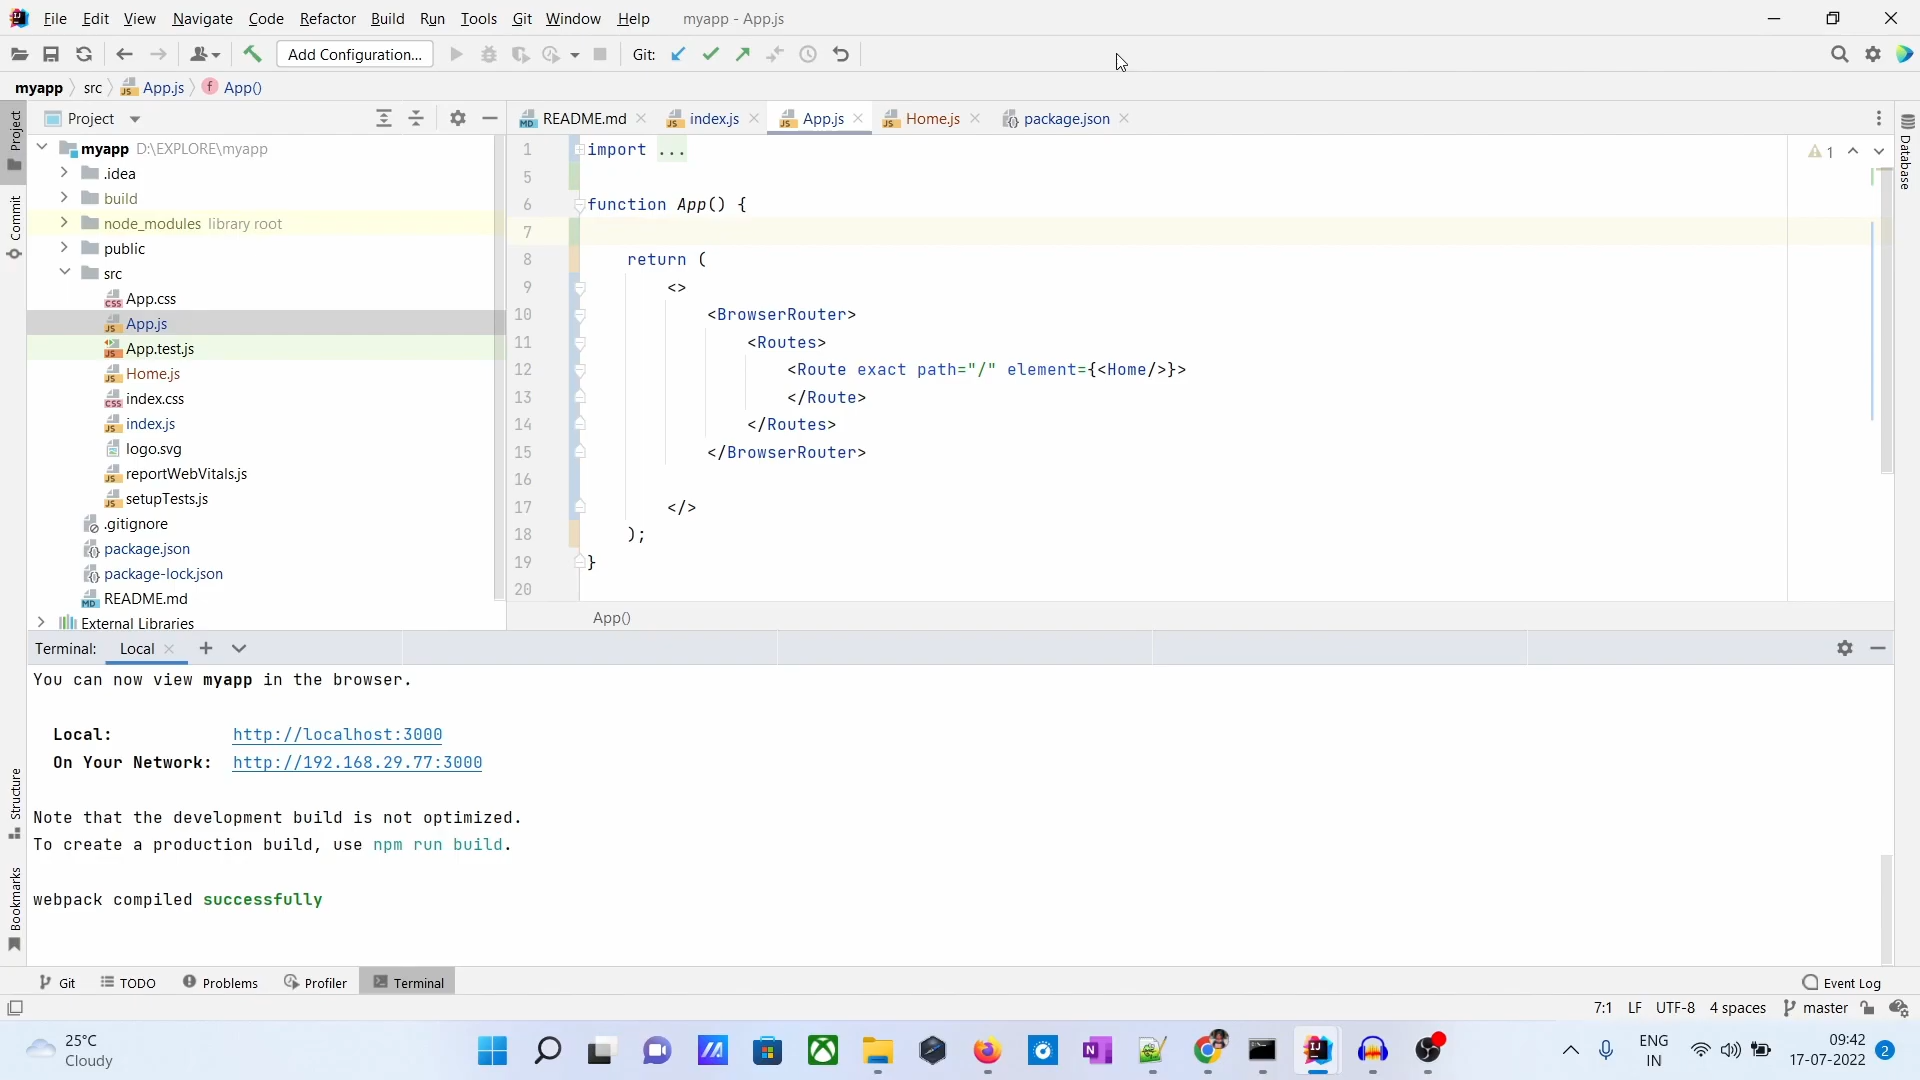 File Edit View Navigate Code Refactor Build Run Tools Git Window Help myapp - App.js
Add Configuration... Git:
myapp src App.js App()
Project
README.md index.js App.js Home.js package.json
myapp D:\EXPLORE\myapp
.idea
build
node_modules library root
public
src
App.css
App.js
App.test.js
Home.js
index.css
index.js
logo.svg
reportWebVitals.js
setupTests.js
.gitignore
package.json
package-lock.json
README.md
External Libraries
1 import ...
5
6 function App() {
7
8 return (
9 <>
10 <BrowserRouter>
11 <Routes>
12 <Route exact path="/" element={<Home/>}>
13 </Route>
14 </Routes>
15 </BrowserRouter>
16
17 </>
18 );
19 }
20
1
App()
Project
Commit
Structure
Bookmarks
Database
Terminal: Local
You can now view myapp in the browser.
Local: http://localhost:3000
On Your Network: http://192.168.29.77:3000
Note that the development build is not optimized.
To create a production build, use npm run build.
webpack compiled successfully
Git TODO Problems Profiler Terminal Event Log
7:1 LF UTF-8 4 spaces master
25°C
Cloudy
ENG
IN
09:42
17-07-2022
2